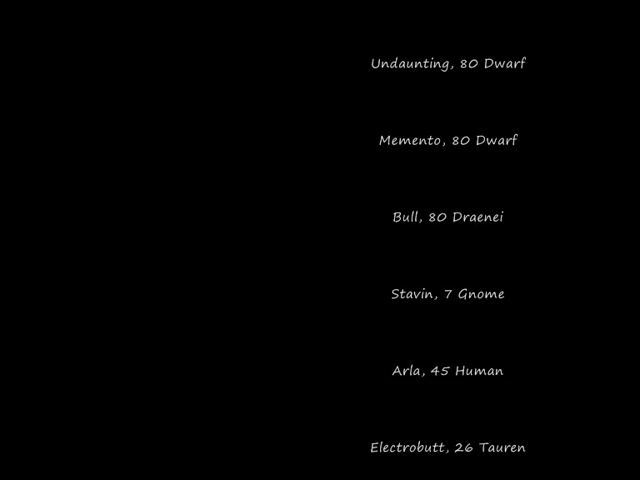 Undaunting, 80 Dwarf
Memento, 80 Dwarf
Bull, 80 Draenei
Stavin, 7 Gnome
Arla, 45 Human
Electrobutt, 26 Tauren